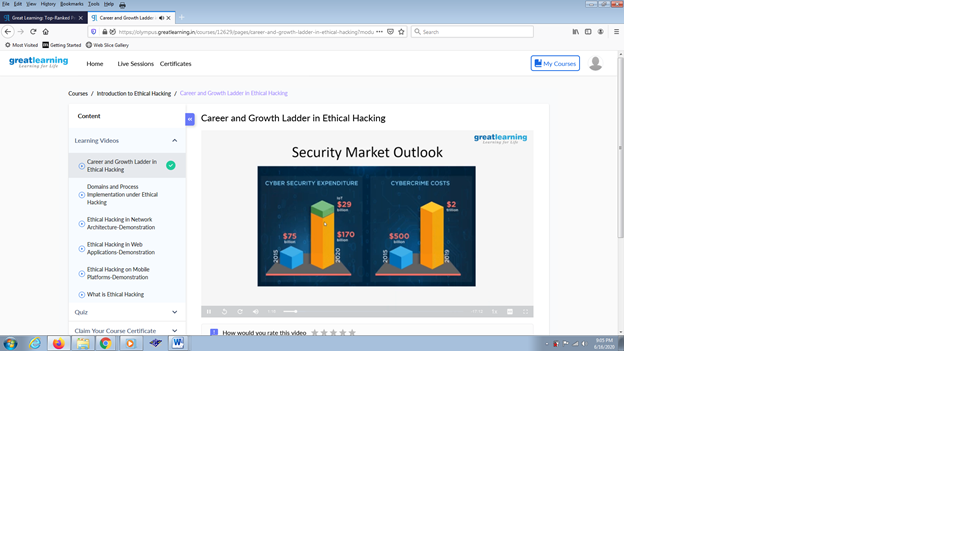 File Edit View History Bookmarks Tools Help
Great Learning: Top-Ranked P
Career and Growth Ladder
https://olympus.greatlearning.in/courses/12629/pages/career-and-growth-ladder-in-ethical-hacking?modu
Search
Most Visited Getting Started Web Slice Gallery
greatlearning
Learning for Life
Home Live Sessions Certificates
My Courses
Courses / Introduction to Ethical Hacking / Career and Growth Ladder in Ethical Hacking
Content
Learning Videos
Career and Growth Ladder in
Ethical Hacking
Domains and Process
Implementation under Ethical
Hacking
Ethical Hacking in Network
Architecture-Demonstration
Ethical Hacking in Web
Applications-Demonstration
Ethical Hacking on Mobile
Platforms-Demonstration
What is Ethical Hacking
Quiz
Claim Your Course Certificate
Career and Growth Ladder in Ethical Hacking
greatlearning
Learning for Life
Security Market Outlook
CYBER SECURITY EXPENDITURE
IoT
$29
billion
$75
billion
$170
billion
2015
2020
CYBERCRIME COSTS
$2
billion
$500
billion
2015
2019
How would you rate this video
9:05 PM
6/16/2020